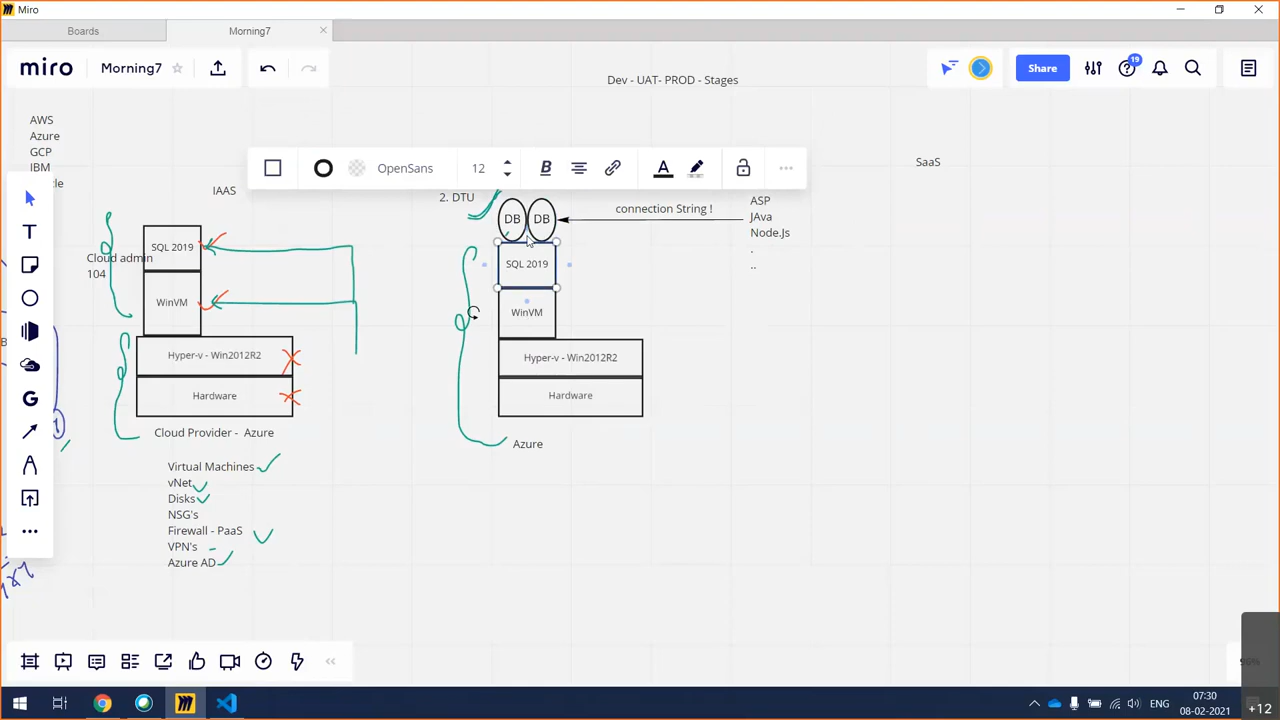 Miro
Boards
Morning7
miro
Morning7
19
Share
Dev - UAT- PROD - Stages
AWS
Azure
GCP
IBM
OpenSans
12
B
A
SaaS
IAAS
2. DTU
DB
DB
connection String !
ASP
JAva
Node.Js
.
..
SQL 2019
Cloud admin
104
WinVM
SQL 2019
WinVM
Hyper-v - Win2012R2
Hardware
Hyper-v - Win2012R2
Hardware
Cloud Provider - Azure
Azure
Virtual Machines
vNet
Disks
NSG's
Firewall - PaaS
VPN's
Azure AD
ENG
07:30
08-02-2021
+12